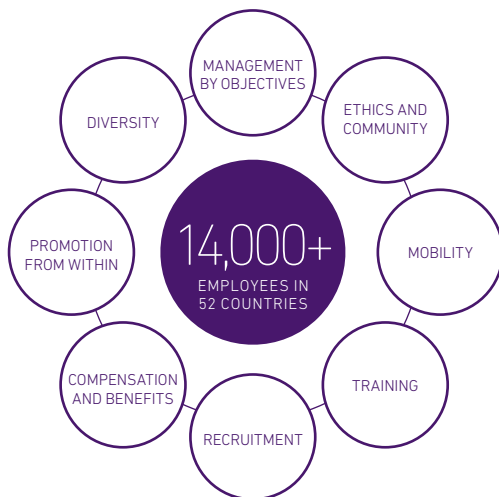 MANAGEMENT
BY OBJECTIVES
ETHICS AND
COMMUNITY
MOBILITY
TRAINING
RECRUITMENT
COMPENSATION
AND BENEFITS
PROMOTION
FROM WITHIN
DIVERSITY
14,000+
EMPLOYEES IN
52 COUNTRIES